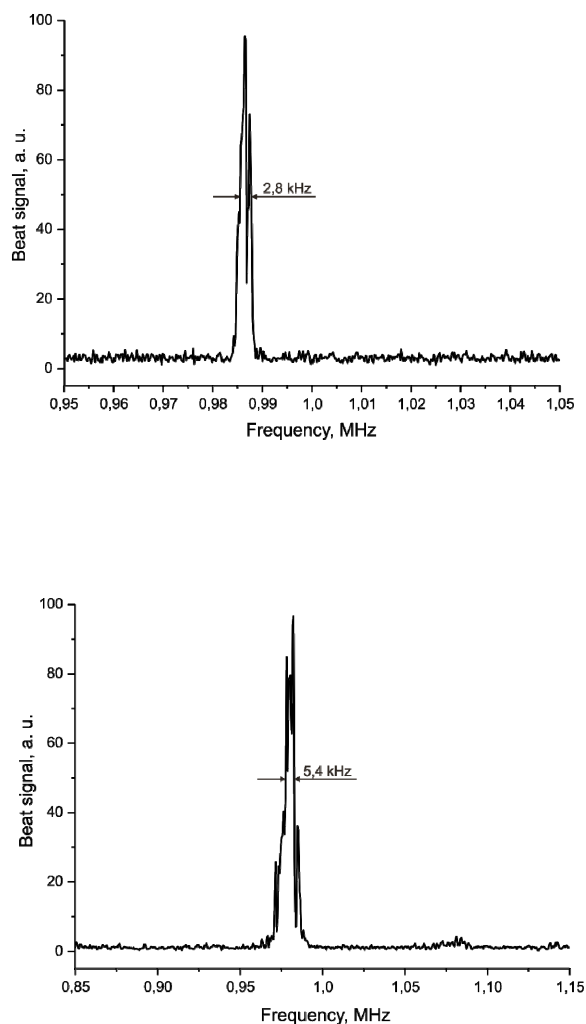 100
80
60
40
20
0
Beat signal, a. u.
2,8 kHz
0,95 0,96 0,97 0,98 0,99 1,0 1,01 1,02 1,03 1,04 1,05
Frequency, MHz
100
80
60
40
20
0
Beat signal, a. u.
5,4 kHz
0,85 0,90 0,95 1,0 1,05 1,10 1,15
Frequency, MHz